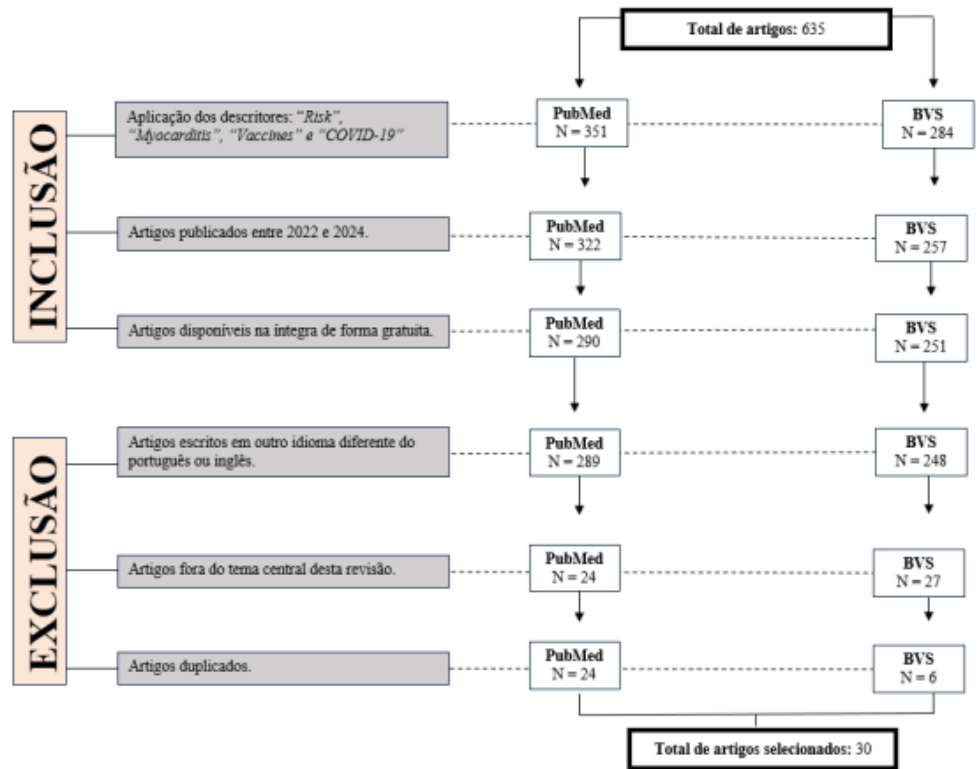 Total de artigos: 635
INCLUSÃO
Aplicação dos descritores: “Risk”,
“Myocarditis”, “Vaccines” e “COVID-19”
PubMed
N = 351
BVS
N = 284
Artigos publicados entre 2022 e 2024.
PubMed
N = 322
BVS
N = 257
Artigos disponíveis na íntegra de forma gratuita.
PubMed
N = 290
BVS
N = 251
EXCLUSÃO
Artigos escritos em outro idioma diferente do
português ou inglês.
PubMed
N = 289
BVS
N = 248
Artigos fora do tema central desta revisão.
PubMed
N = 24
BVS
N = 27
Artigos duplicados.
PubMed
N = 24
BVS
N = 6
Total de artigos selecionados: 30